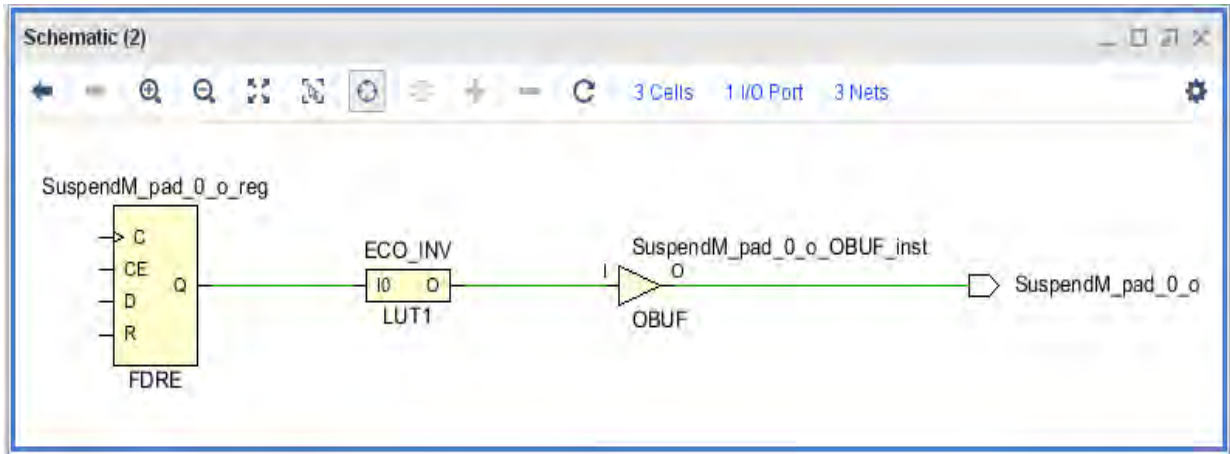 Schematic (2)
3 Cells 1 I/O Port 3 Nets
SuspendM_pad_0_o_reg
C
CE
D
R
Q
FDRE
ECO_INV
I0 O
LUT1
SuspendM_pad_0_o_OBUF_inst
I O
OBUF
SuspendM_pad_0_o